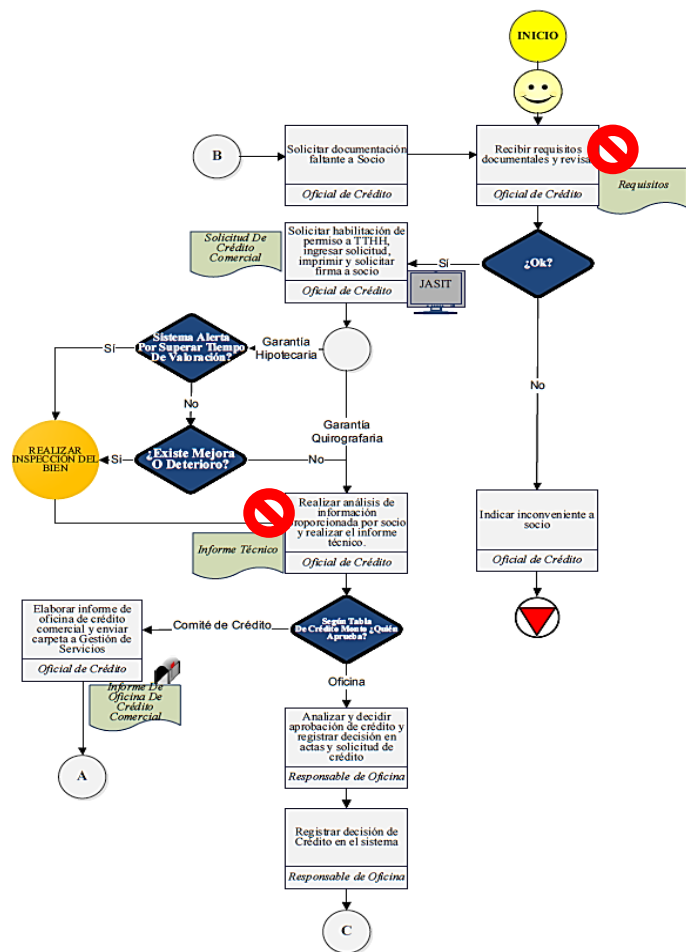 INICIO
B
Solicitar documentación
faltante a Socio
Oficial de Crédito
Recibir requisitos
documentales y revisa
Oficial de Crédito
Requisitos
Solicitud De
Crédito
Comercial
Solicitar habilitación de
permiso a TTHH,
ingresar solicitud,
imprimir y solicitar
firma a socio
Oficial de Crédito
JASIT
Sí
¿Ok?
No
Sistema Alerta
Por Superar Tiempo
De Valoración?
Sí
Garantía
Hipotecaria
No
Garantía
Quirografaria
REALIZAR
INSPECCIÓN DEL
BIEN
Si
¿Existe Mejora
O Deterioro?
No
Realizar análisis de
información
proporcionada por socio
y realizar el informe
técnico.
Oficial de Crédito
Informe Técnico
Indicar inconveniente a
socio
Oficial de Crédito
Elaborar informe de
oficina de crédito
comercial y enviar
carpeta a Gestión de
Servicios
Oficial de Crédito
Informe De
Oficina De
Crédito
Comercial
A
Comité de Crédito
Según Tabla
De Crédito Monto ¿Quién
Aprueba?
Oficina
Analizar y decidir
aprobación de crédito y
registrar decisión en
actas y solicitud de
crédito
Responsable de Oficina
Registrar decisión de
Crédito en el sistema
Responsable de Oficina
C